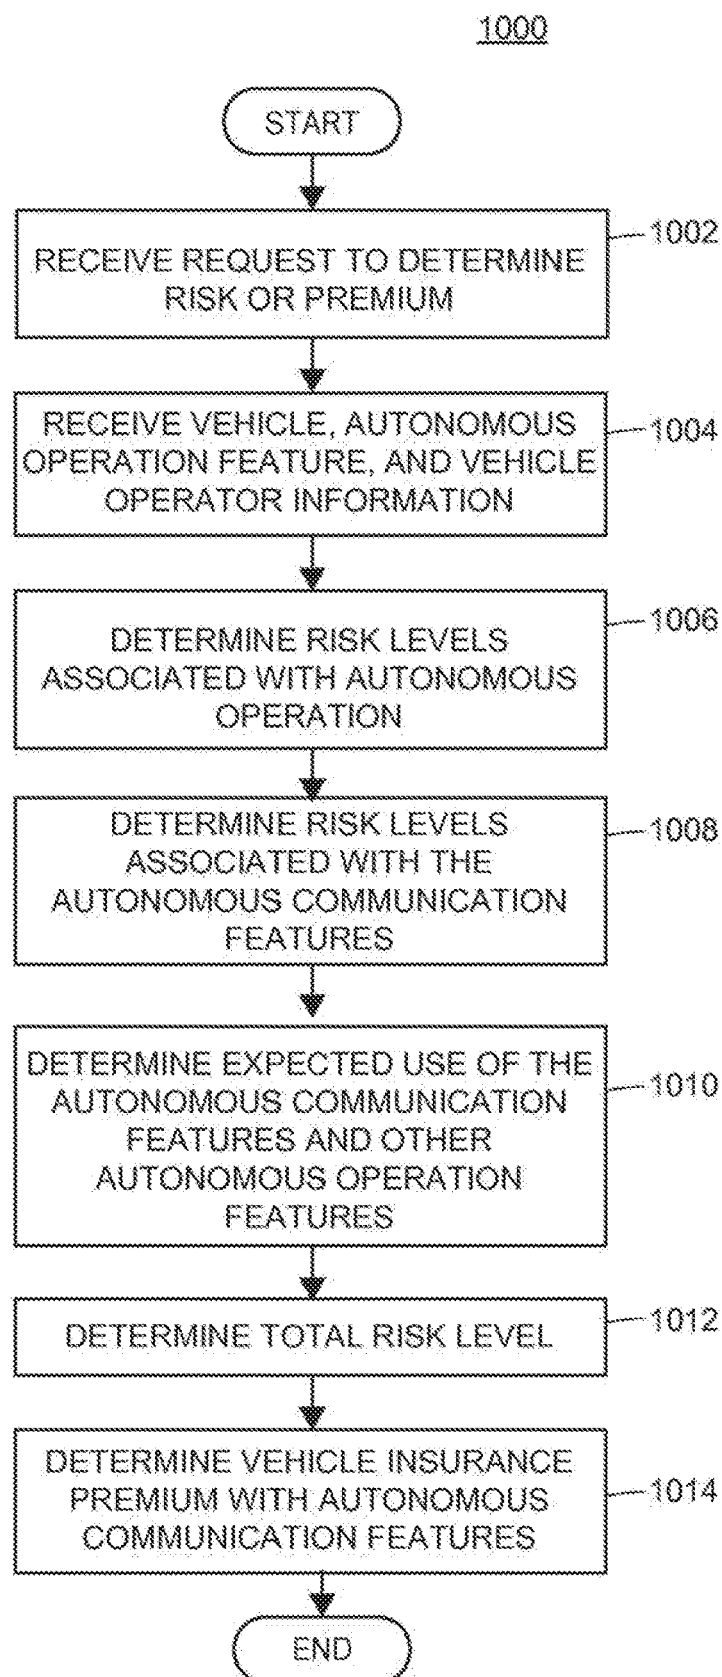 1000
START
1002
RECEIVE REQUEST TO DETERMINE
RISK OR PREMIUM
1004
RECEIVE VEHICLE, AUTONOMOUS
OPERATION FEATURE, AND VEHICLE
OPERATOR INFORMATION
1006
DETERMINE RISK LEVELS
ASSOCIATED WITH AUTONOMOUS
OPERATION
1008
DETERMINE RISK LEVELS
ASSOCIATED WITH THE
AUTONOMOUS COMMUNICATION
FEATURES
1010
DETERMINE EXPECTED USE OF THE
AUTONOMOUS COMMUNICATION
FEATURES AND OTHER
AUTONOMOUS OPERATION
FEATURES
1012
DETERMINE TOTAL RISK LEVEL
1014
DETERMINE VEHICLE INSURANCE
PREMIUM WITH AUTONOMOUS
COMMUNICATION FEATURES
END